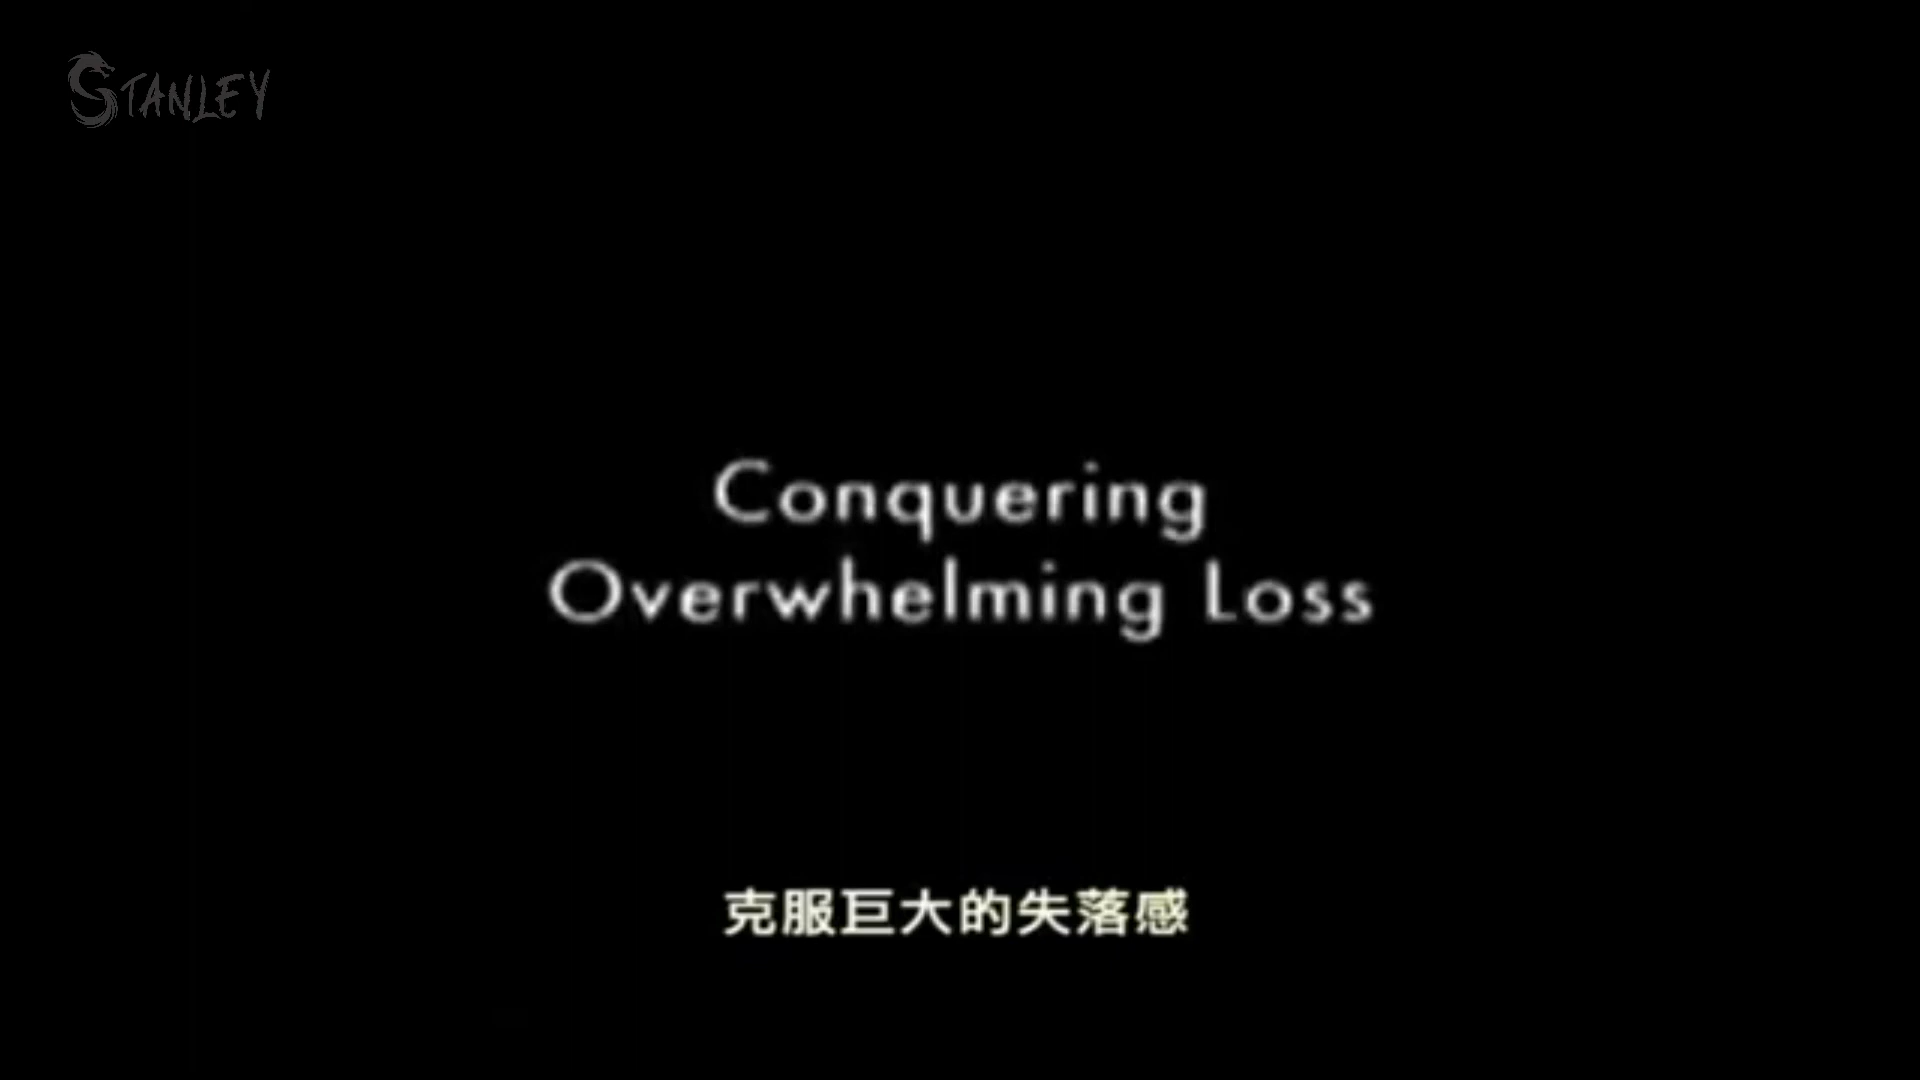 STANLEY
Conquering
Overwhelming Loss
克服巨大的失落感